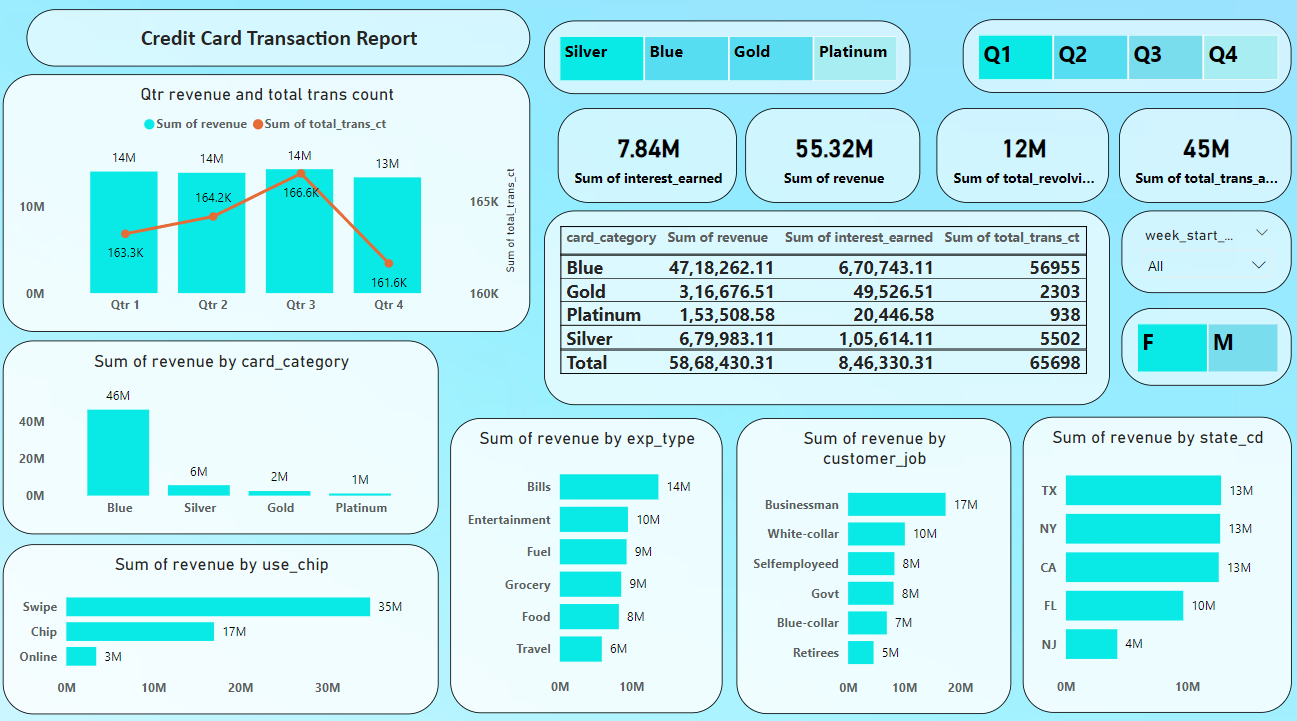 Credit Card Transaction Report
Silver Blue Gold Platinum
Q1 Q2 Q3 Q4
Qtr revenue and total trans count
Sum of revenue Sum of total_trans_ct
14M 14M 14M 13M
10M
0M
163.3K 164.2K 166.6K 161.6K
165K
160K
Sum of total_trans_ct
Qtr 1 Qtr 2 Qtr 3 Qtr 4
7.84M
Sum of interest_earned
55.32M
Sum of revenue
12M
Sum of total_revolvi...
45M
Sum of total_trans_a...
card_category Sum of revenue Sum of interest_earned Sum of total_trans_ct
Blue 47,18,262.11 6,70,743.11 56955
Gold 3,16,676.51 49,526.51 2303
Platinum 1,53,508.58 20,446.58 938
Silver 6,79,983.11 1,05,614.11 5502
Total 58,68,430.31 8,46,330.31 65698
week_start_...
All
F M
Sum of revenue by card_category
40M
20M
0M
46M 6M 2M 1M
Blue Silver Gold Platinum
Sum of revenue by use_chip
Swipe 35M
Chip 17M
Online 3M
0M 10M 20M 30M
Sum of revenue by exp_type
Bills 14M
Entertainment 10M
Fuel 9M
Grocery 9M
Food 8M
Travel 6M
0M 10M
Sum of revenue by
customer_job
Businessman 17M
White-collar 10M
Selfemployeed 8M
Govt 8M
Blue-collar 7M
Retirees 5M
0M 10M 20M
Sum of revenue by state_cd
TX 13M
NY 13M
CA 13M
FL 10M
NJ 4M
0M 10M